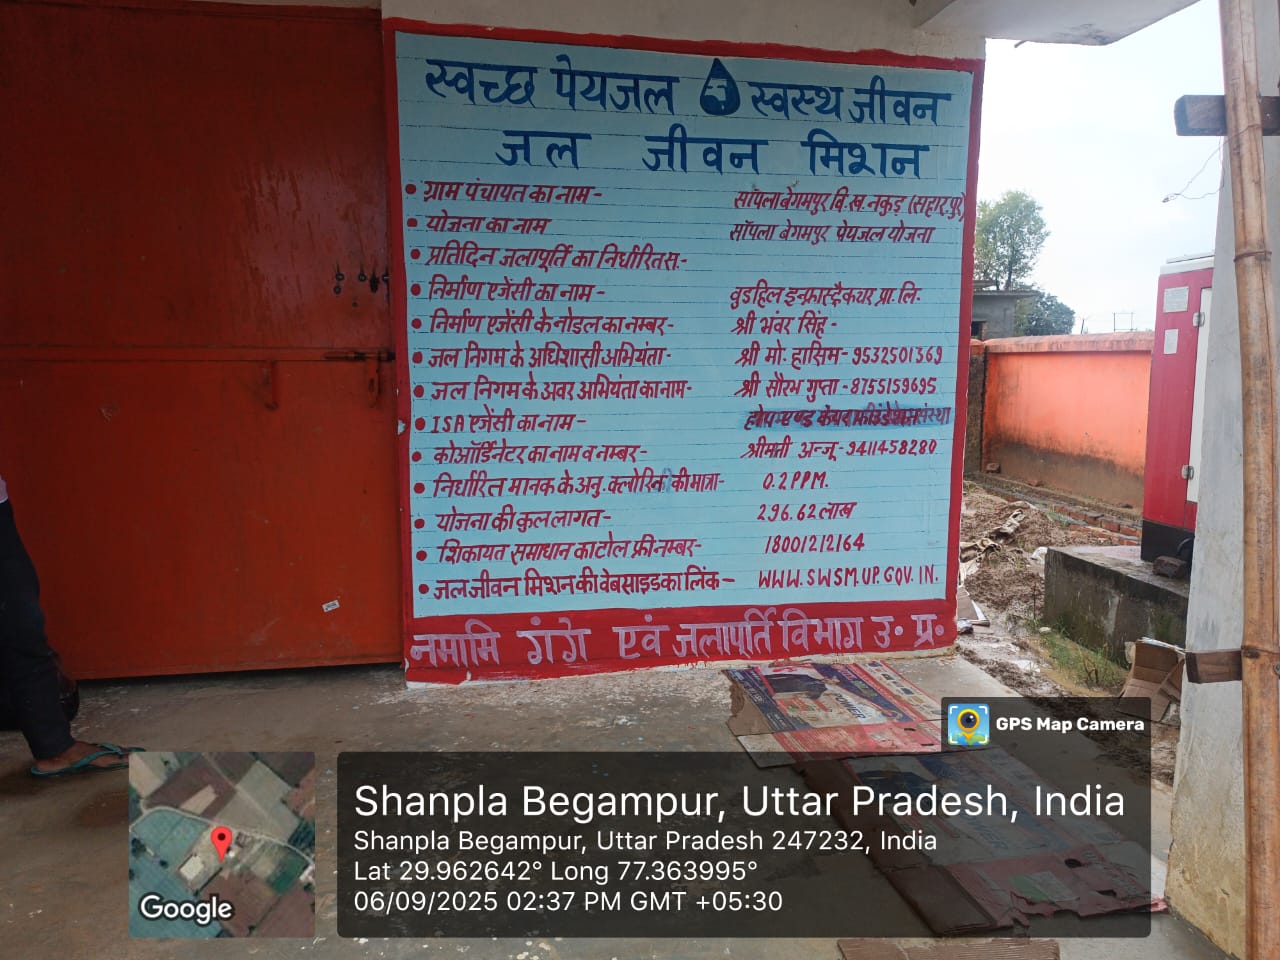 स्वच्छ पेयजल स्वस्थ जीवन
जल जीवन मिशन
• ग्राम पंचायत का नाम- सॉपला बेगमपुर वि.ख. नकुड़ (सहा.पुर)
• योजना का नाम सॉपला बेगमपुर पेयजल योजना
• प्रतिदिन जलापूर्ति का निर्धारित स.-
• निर्माण एजेंसी का नाम- वुडहिल इन्फ्रास्ट्रैक्चर प्रा. लि.
• निर्माण एजेंसी के नोडल का नम्बर- श्री भंवर सिंह-
• जल निगम के अधिशासी अभियंता- श्री मो. हासिम- 9532501369
• जल निगम के अवर अभियंता का नाम- श्री सौरभ गुप्ता- 8755159695
• ISA एजेंसी का नाम- संस्था
• कोऑर्डिनेटर का नाम व नम्बर- श्रीमती अन्जू- 9411458280
• निर्धारित मानक के अनु. क्लोरिन की मात्रा- 0.2 PPM.
• योजना की कुल लागत- 296.62 लाख
• शिकायत समाधान का टोल फ्री नम्बर- 18001212164
• जल जीवन मिशन की वेबसाइड का लिंक- WWW.SWSM.UP.GOV.IN.
नमामि गंगे एवं जलापूर्ति विभाग उ. प्र.
POWER
GPS Map Camera
Shanpla Begampur, Uttar Pradesh, India
Shanpla Begampur, Uttar Pradesh 247232, India
Lat 29.962642° Long 77.363995°
06/09/2025 02:37 PM GMT +05:30
Google